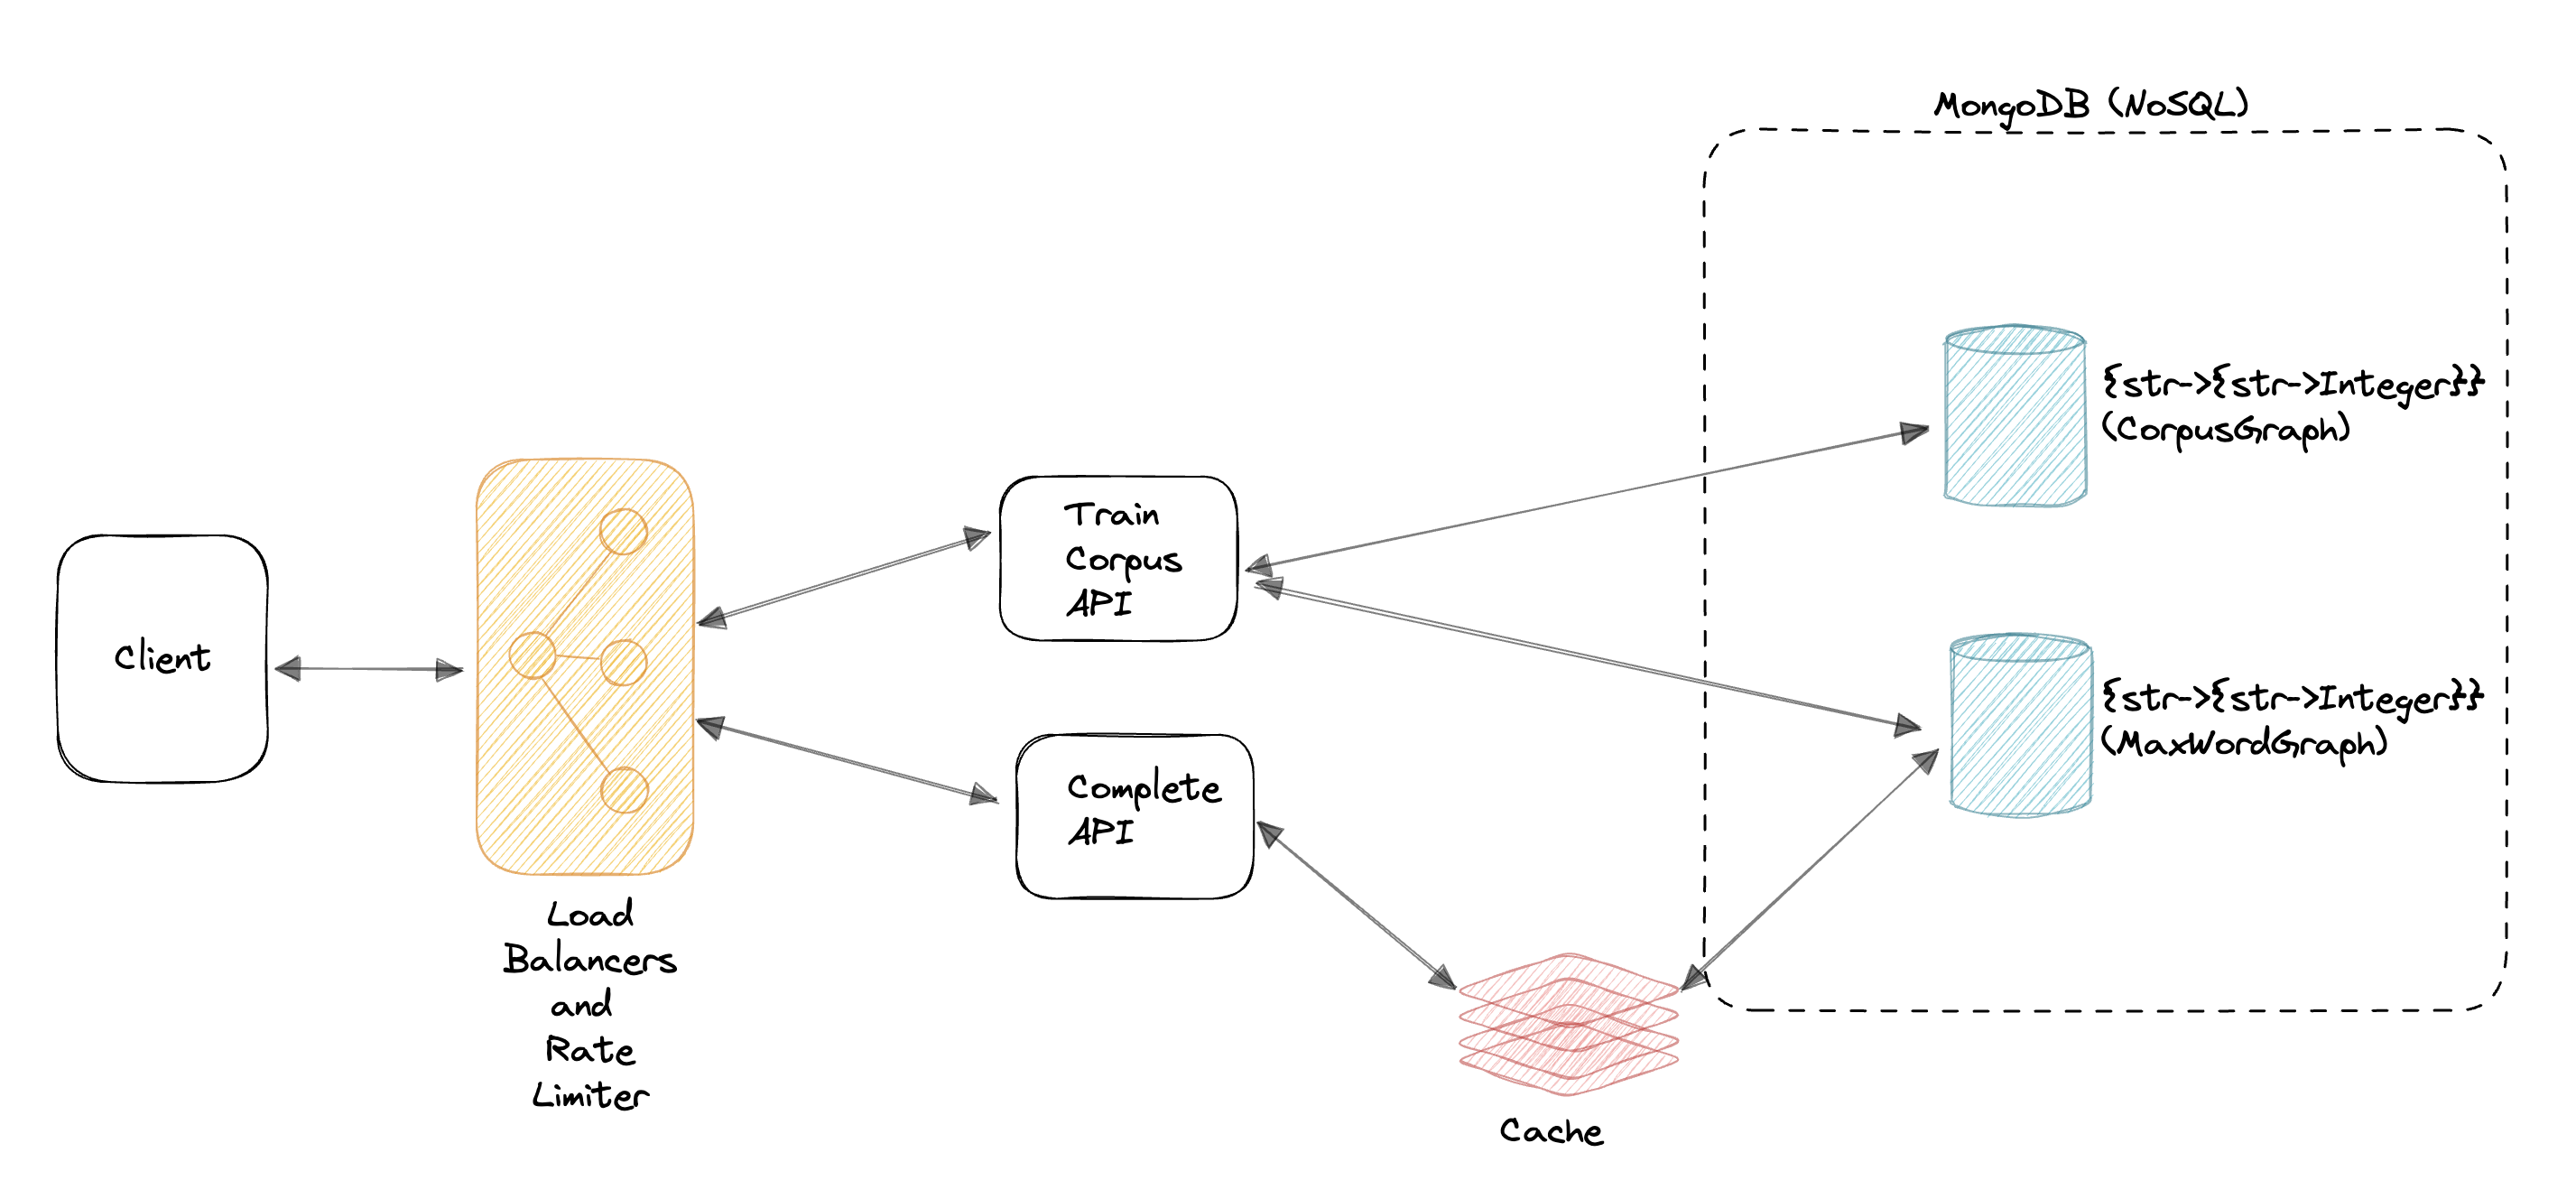 MongoDB (NoSQL)
{str->{str->Integer}}
(CorpusGraph)
Train
Corpus
API
Client
{str->{str->Integer}}
(MaxWordGraph)
Complete
API
Load
Balancers
and
Rate
Limiter
Cache